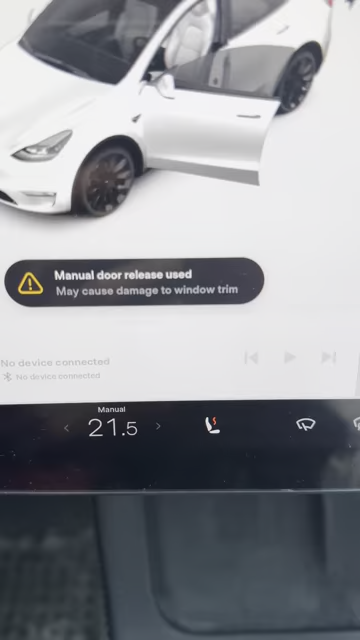 Manual door release used
May cause damage to window trim
No device connected
No device connected
Manual
21.5